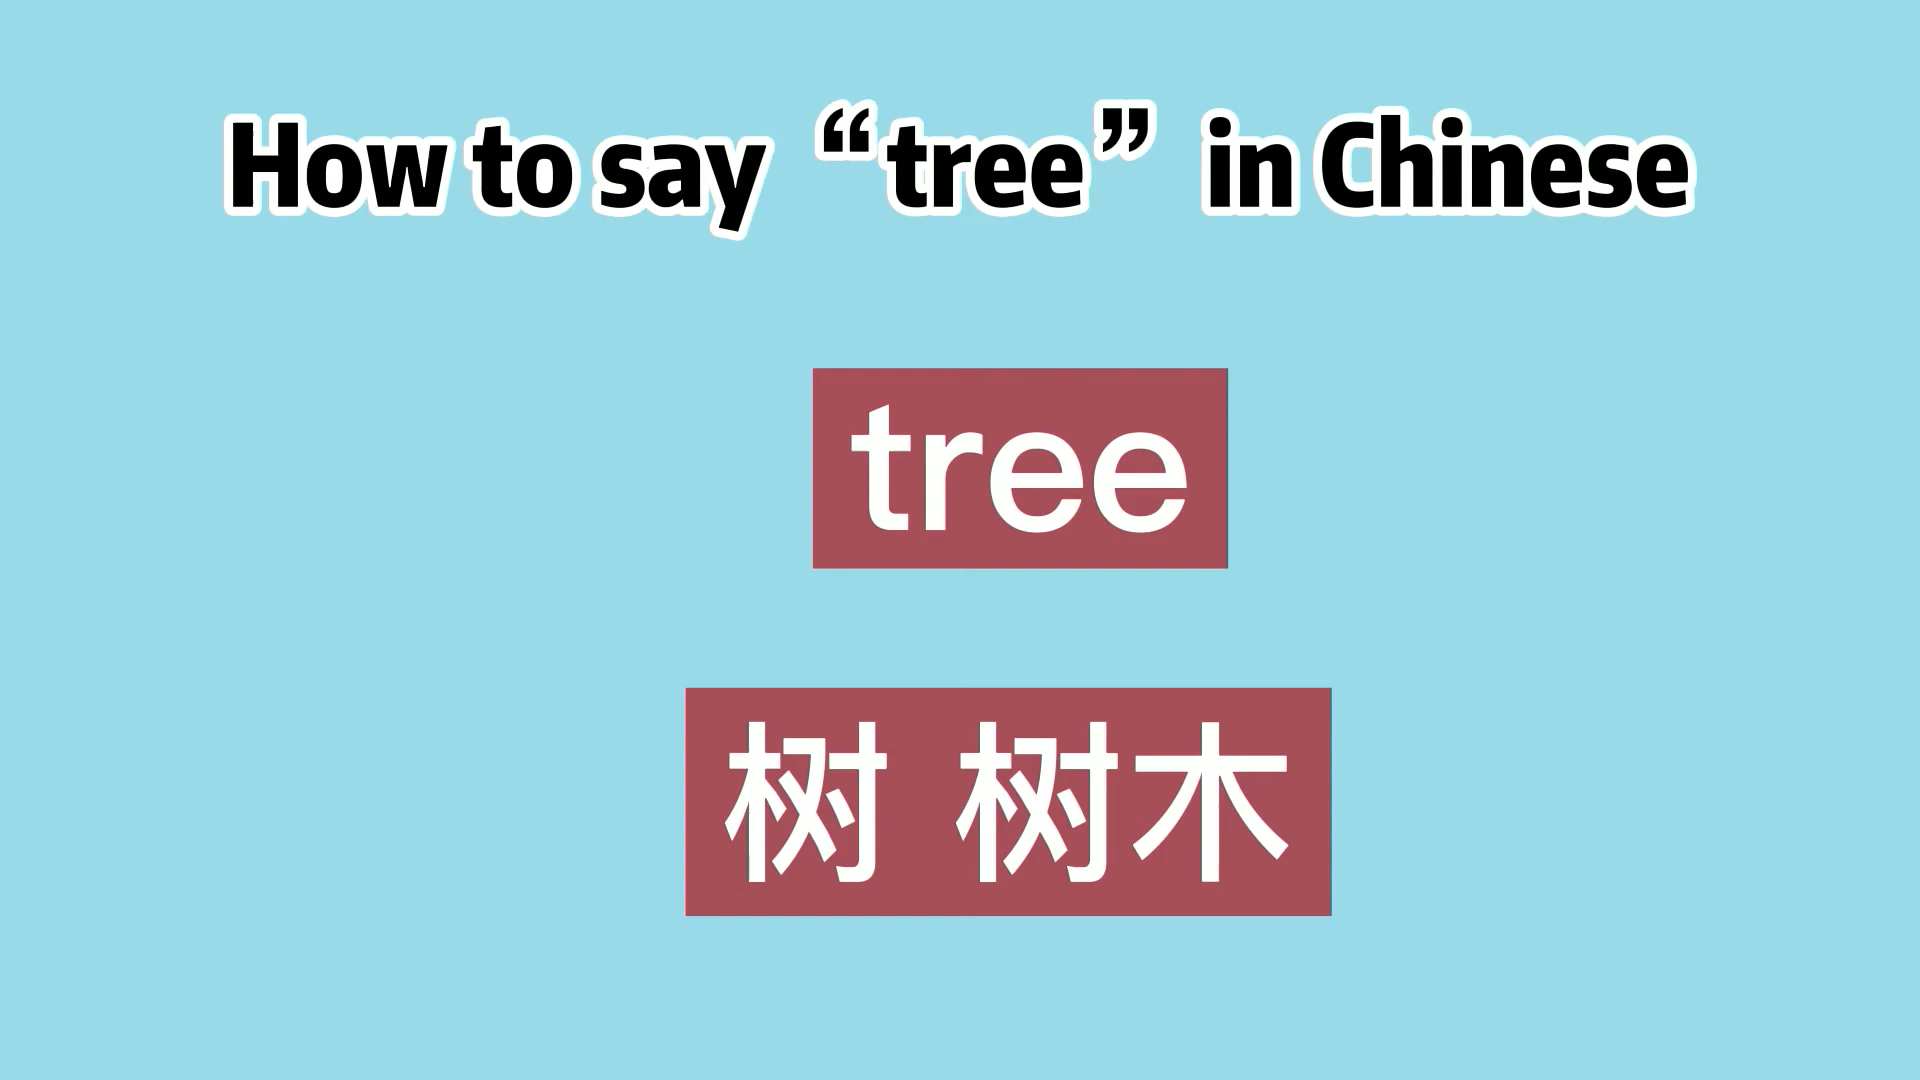 How to say “tree” in Chinese
tree
树 树木